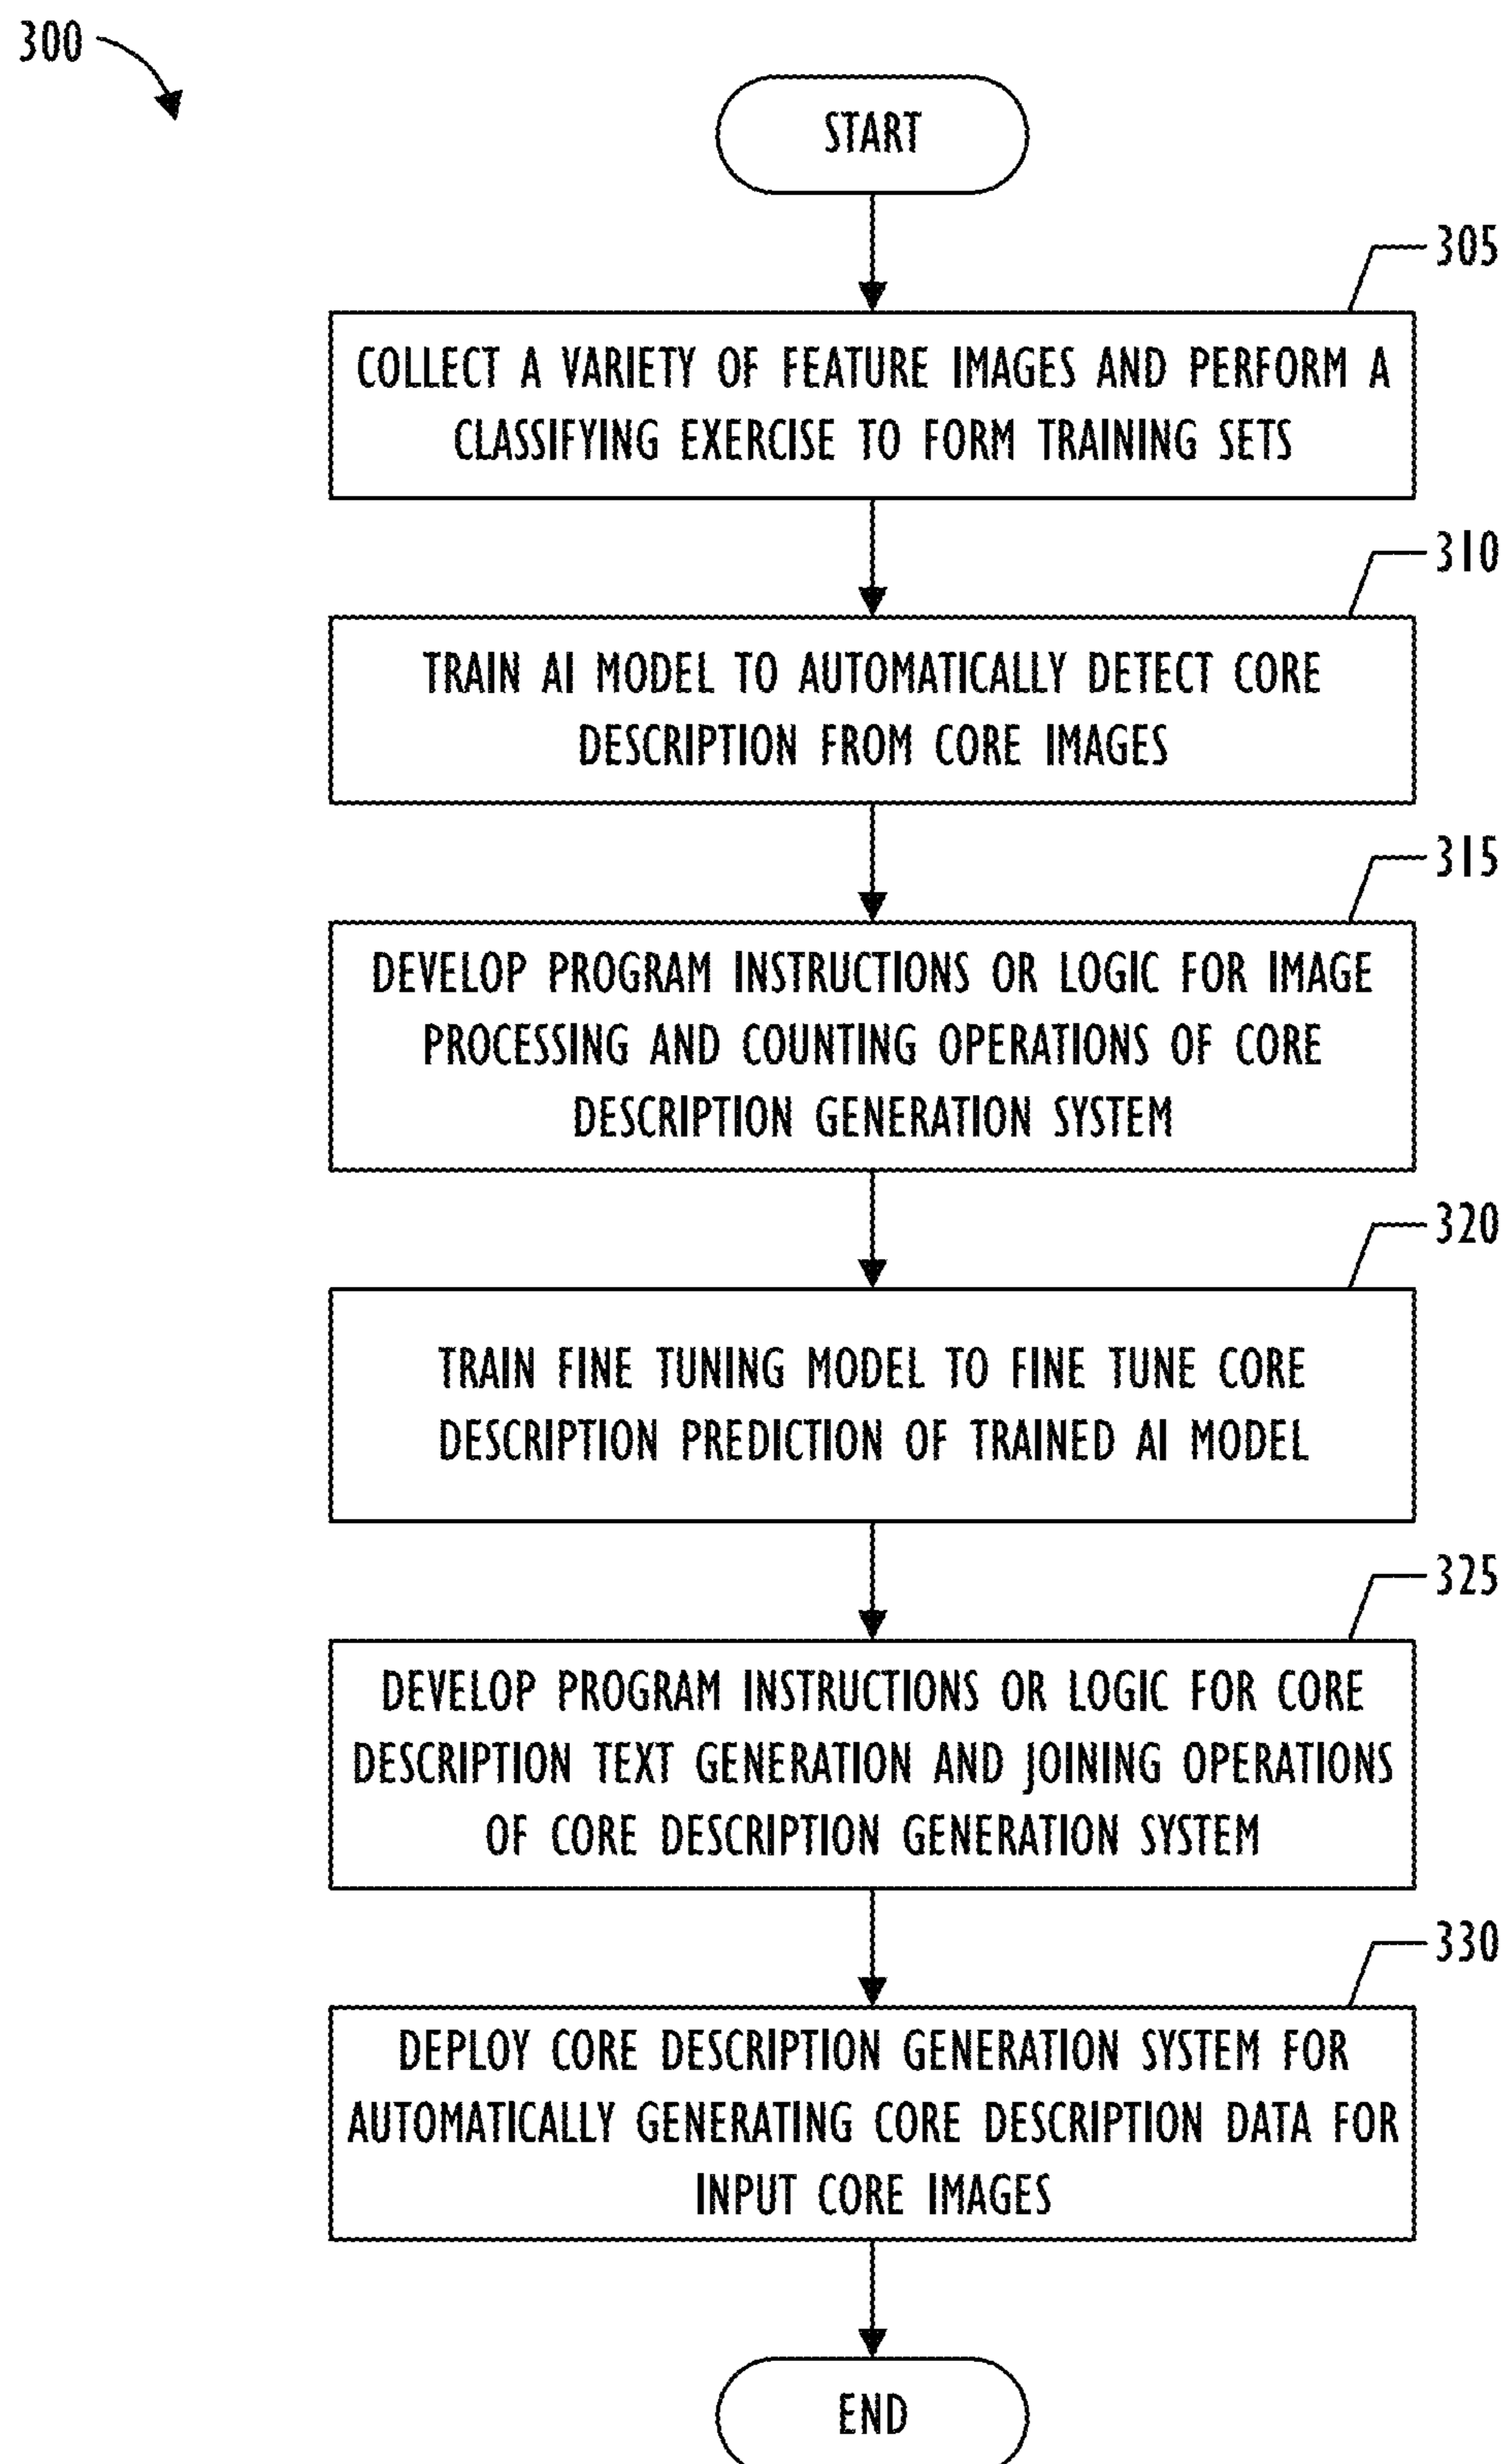 300
START
305
COLLECT A VARIETY OF FEATURE IMAGES AND PERFORM A
CLASSIFYING EXERCISE TO FORM TRAINING SETS
310
TRAIN AI MODEL TO AUTOMATICALLY DETECT CORE
DESCRIPTION FROM CORE IMAGES
315
DEVELOP PROGRAM INSTRUCTIONS OR LOGIC FOR IMAGE
PROCESSING AND COUNTING OPERATIONS OF CORE
DESCRIPTION GENERATION SYSTEM
320
TRAIN FINE TUNING MODEL TO FINE TUNE CORE
DESCRIPTION PREDICTION OF TRAINED AI MODEL
325
DEVELOP PROGRAM INSTRUCTIONS OR LOGIC FOR CORE
DESCRIPTION TEXT GENERATION AND JOINING OPERATIONS
OF CORE DESCRIPTION GENERATION SYSTEM
330
DEPLOY CORE DESCRIPTION GENERATION SYSTEM FOR
AUTOMATICALLY GENERATING CORE DESCRIPTION DATA FOR
INPUT CORE IMAGES
END